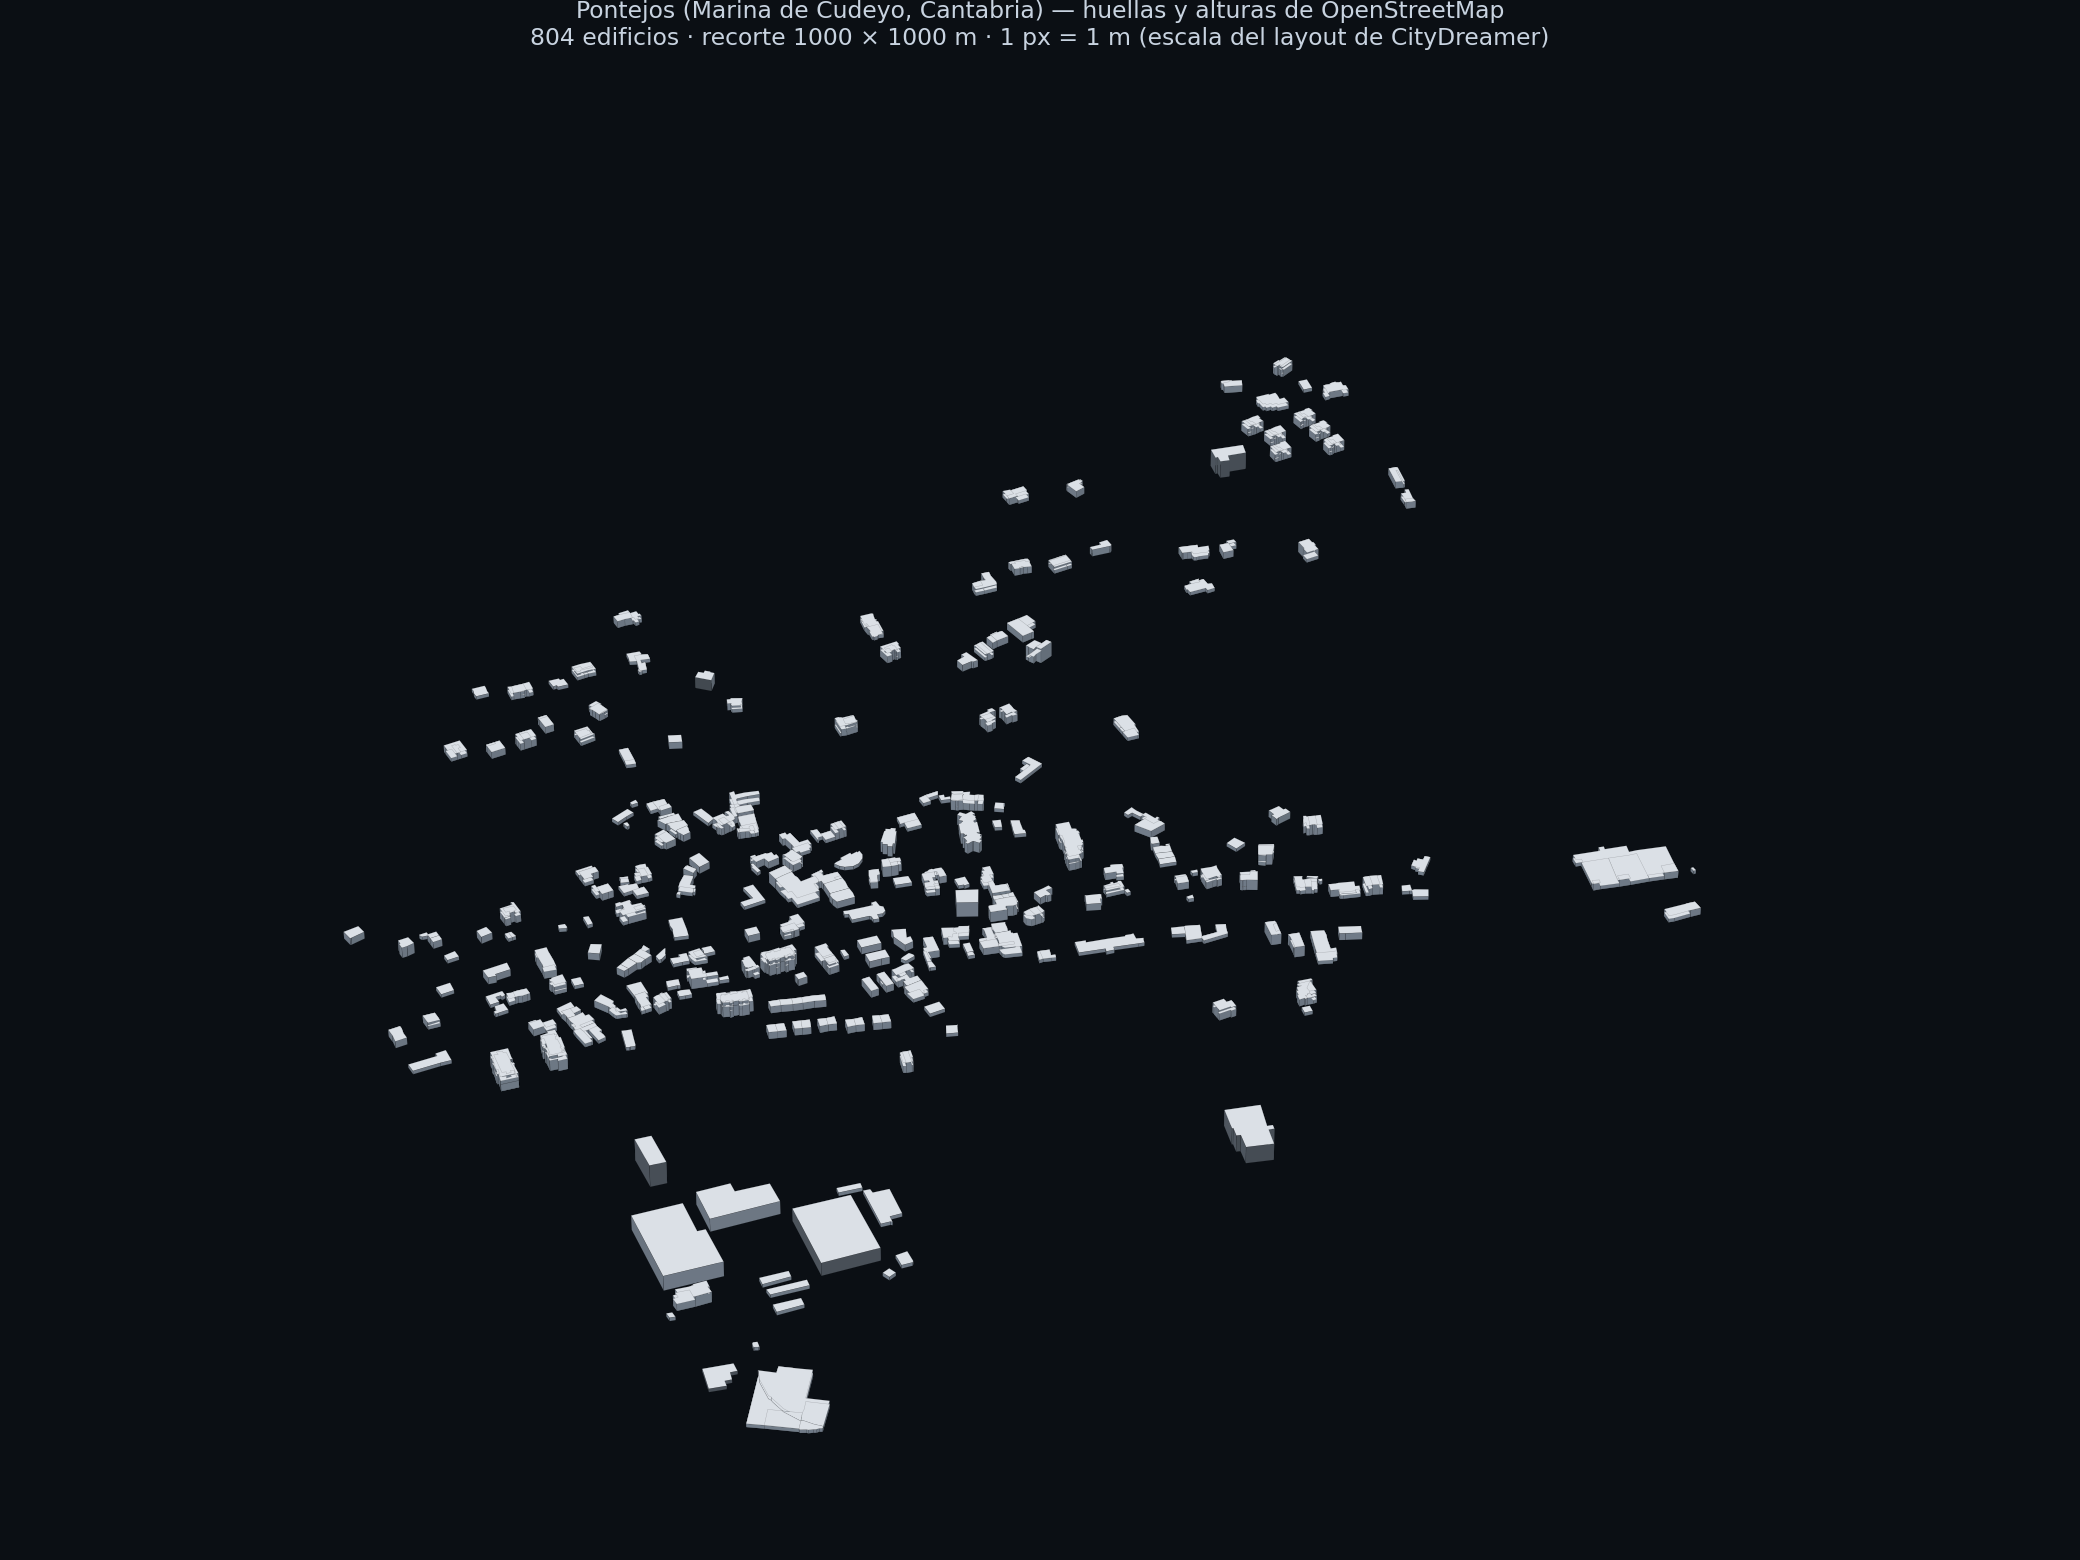 Pontejos (Marina de Cudeyo, Cantabria) — huellas y alturas de OpenStreetMap
804 edificios · recorte 1000 × 1000 m · 1 px = 1 m (escala del layout de CityDreamer)